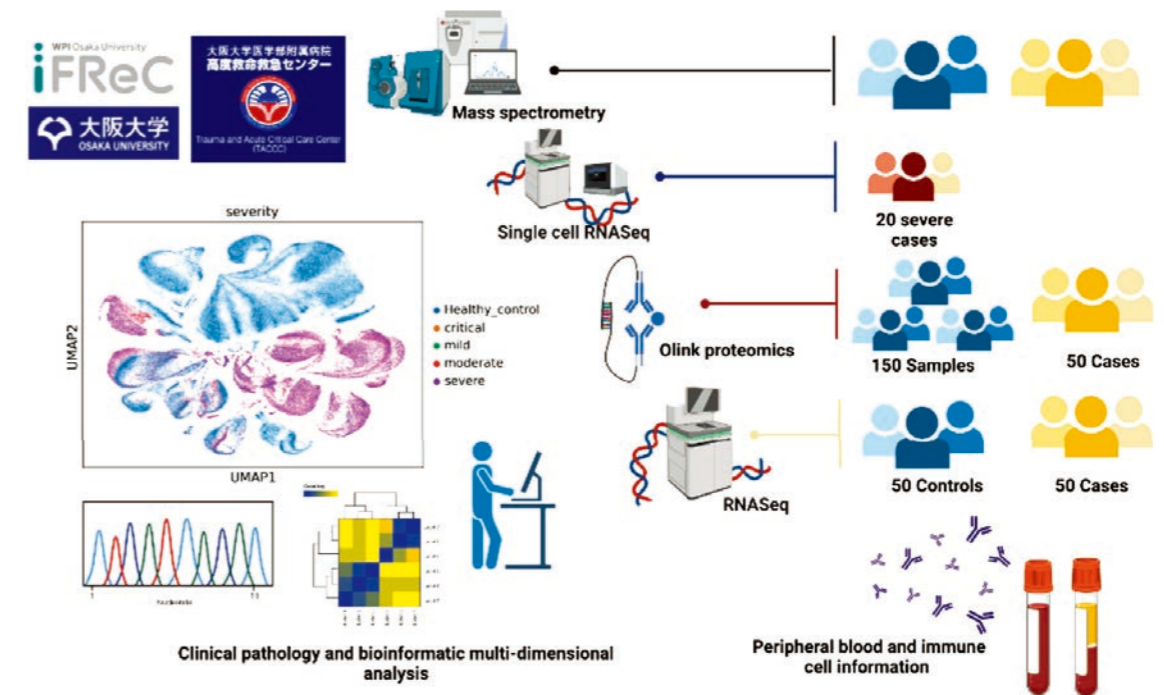 WPI Osaka University
iFReC
大阪大学
OSAKA UNIVERSITY
大阪大学医学部附属病院
高度救命救急センター
Trauma and Acute Critical Care Center
(TACCC)
Mass spectrometry
Single cell RNASeq
20 severe
cases
severity
UMAP2
UMAP1
Healthy_control
critical
mild
moderate
severe
Olink proteomics
150 Samples
50 Cases
RNASeq
50 Controls
50 Cases
1
11
Clinical pathology and bioinformatic multi-dimensional
analysis
Peripheral blood and immune
cell information